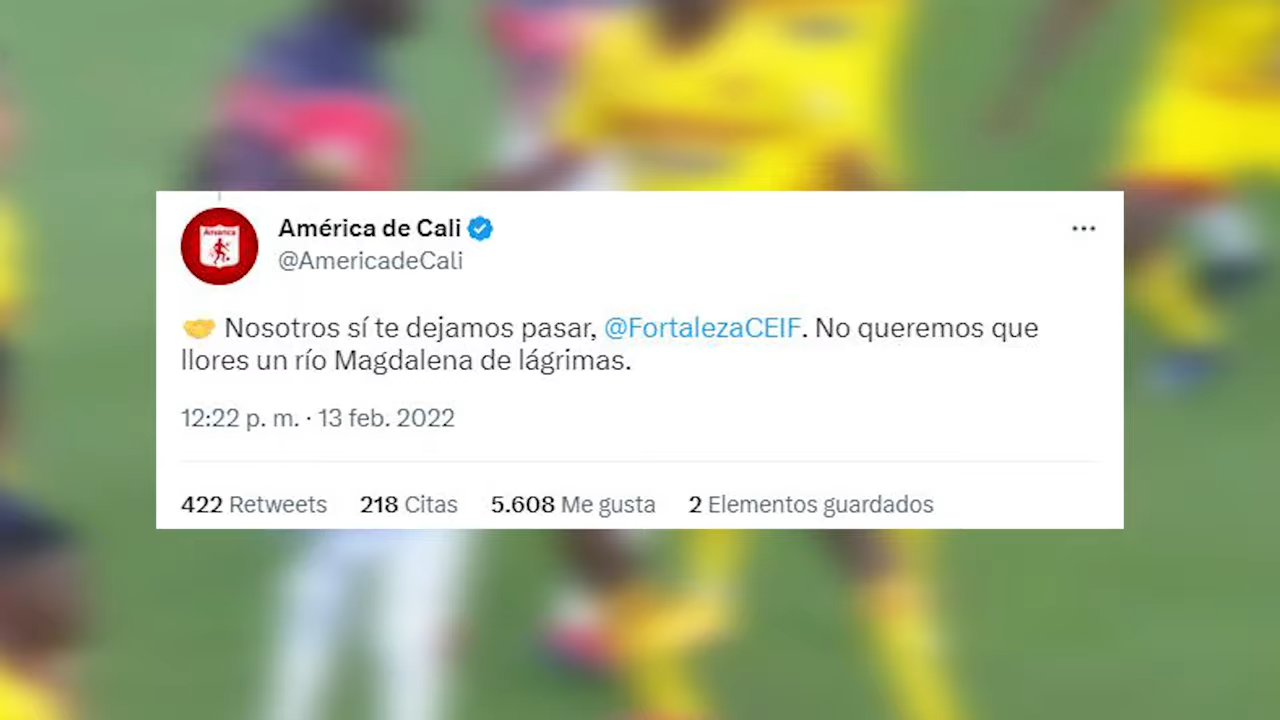 América
América de Cali
@AmericadeCali
🤝 Nosotros sí te dejamos pasar, @FortalezaCEIF. No queremos que
llores un río Magdalena de lágrimas.
12:22 p. m. · 13 feb. 2022
422 Retweets 218 Citas 5.608 Me gusta 2 Elementos guardados